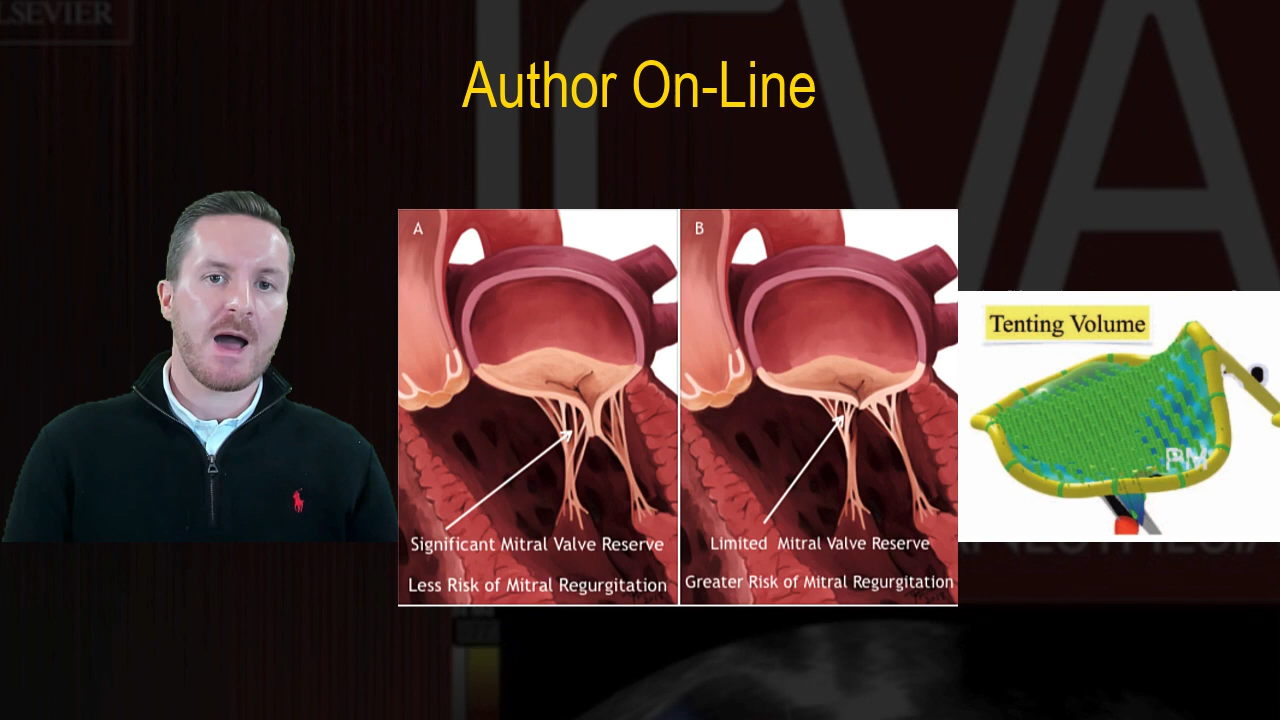 ELSEVIER
Author On-Line
A
B
Tenting Volume
PM
Significant Mitral Valve Reserve
Less Risk of Mitral Regurgitation
Limited Mitral Valve Reserve
Greater Risk of Mitral Regurgitation